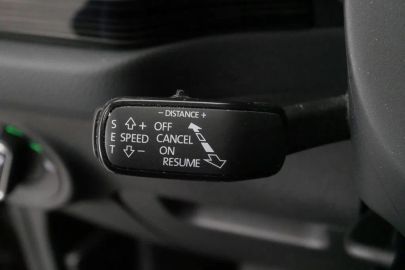 - DISTANCE +
S ⇧ + OFF
E SPEED CANCEL
T ⇩ - ON
RESUME